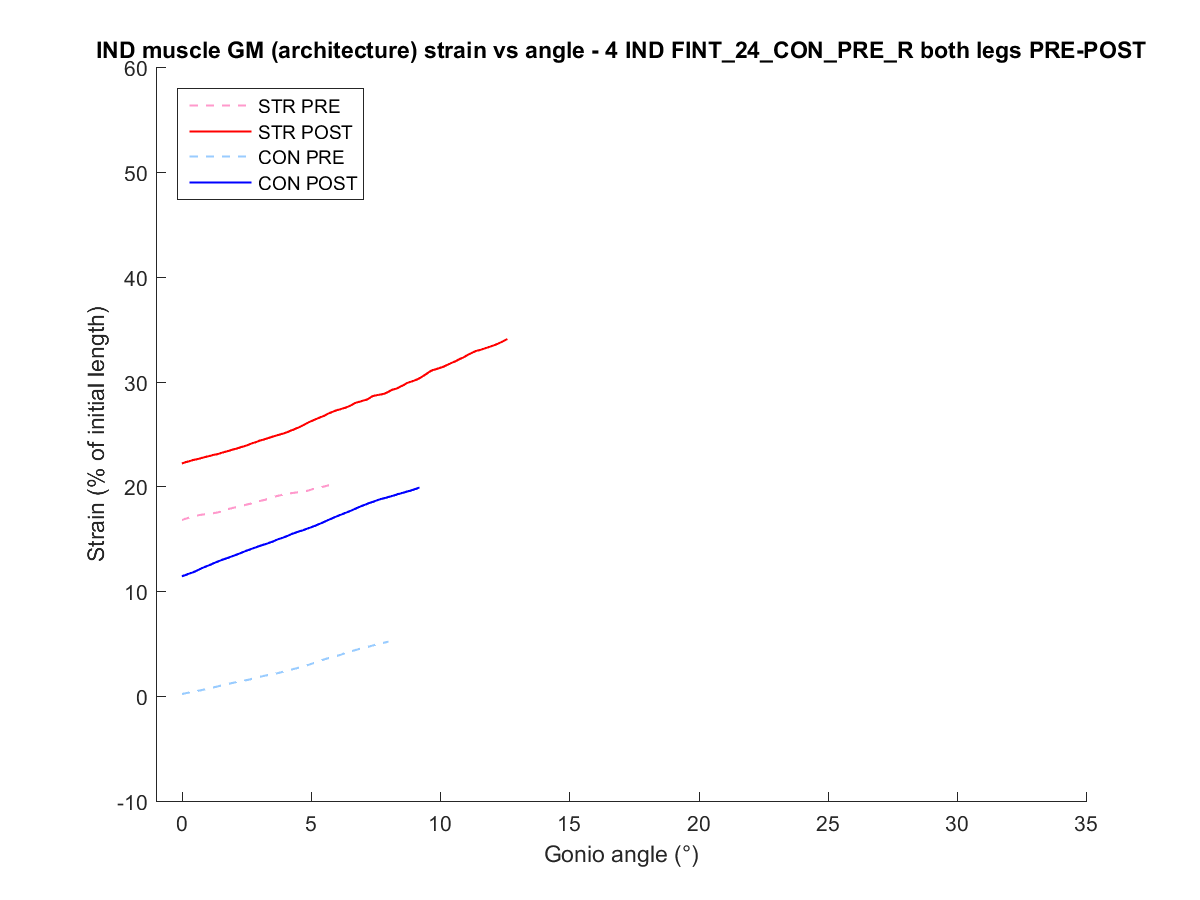 IND muscle GM (architecture) strain vs angle - 4 IND FINT_24_CON_PRE_R both legs PRE-POST
60
50
40
30
20
10
0
-10
STR PRE
STR POST
CON PRE
CON POST
Strain (% of initial length)
0 5 10 15 20 25 30 35
Gonio angle (°)